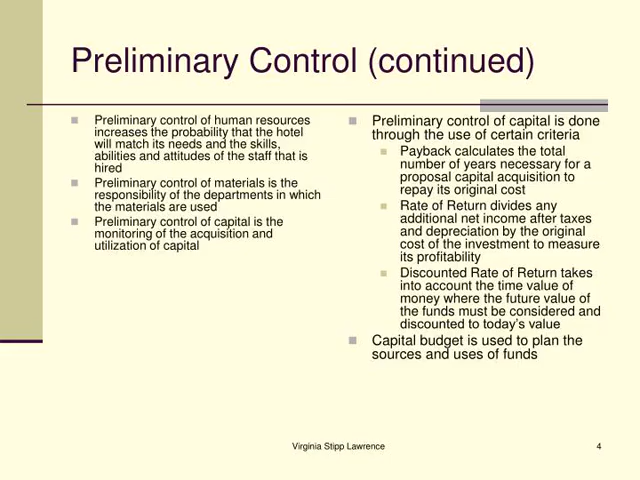 Preliminary Control (continued)
Preliminary control of human resources
increases the probability that the hotel
will match its needs and the skills,
abilities and attitudes of the staff that is
hired
Preliminary control of materials is the
responsibility of the departments in which
the materials are used
Preliminary control of capital is the
monitoring of the acquisition and
utilization of capital
Preliminary control of capital is done
through the use of certain criteria
Payback calculates the total
number of years necessary for a
proposal capital acquisition to
repay its original cost
Rate of Return divides any
additional net income after taxes
and depreciation by the original
cost of the investment to measure
its profitability
Discounted Rate of Return takes
into account the time value of
money where the future value of
the funds must be considered and
discounted to today's value
Capital budget is used to plan the
sources and uses of funds
Virginia Stipp Lawrence
4